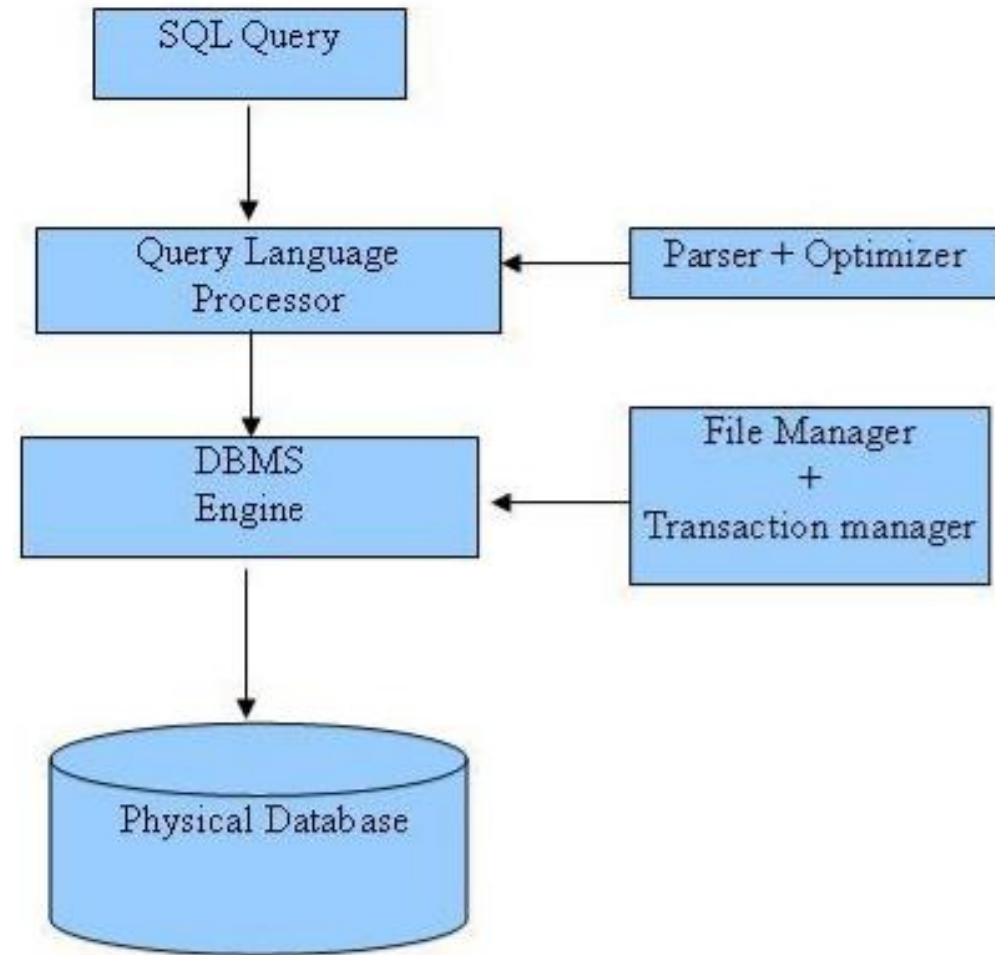 SQL Query
Query Language
Processor
Parser + Optimizer
DBMS
Engine
File Manager
+
Transaction manager
Physical Database